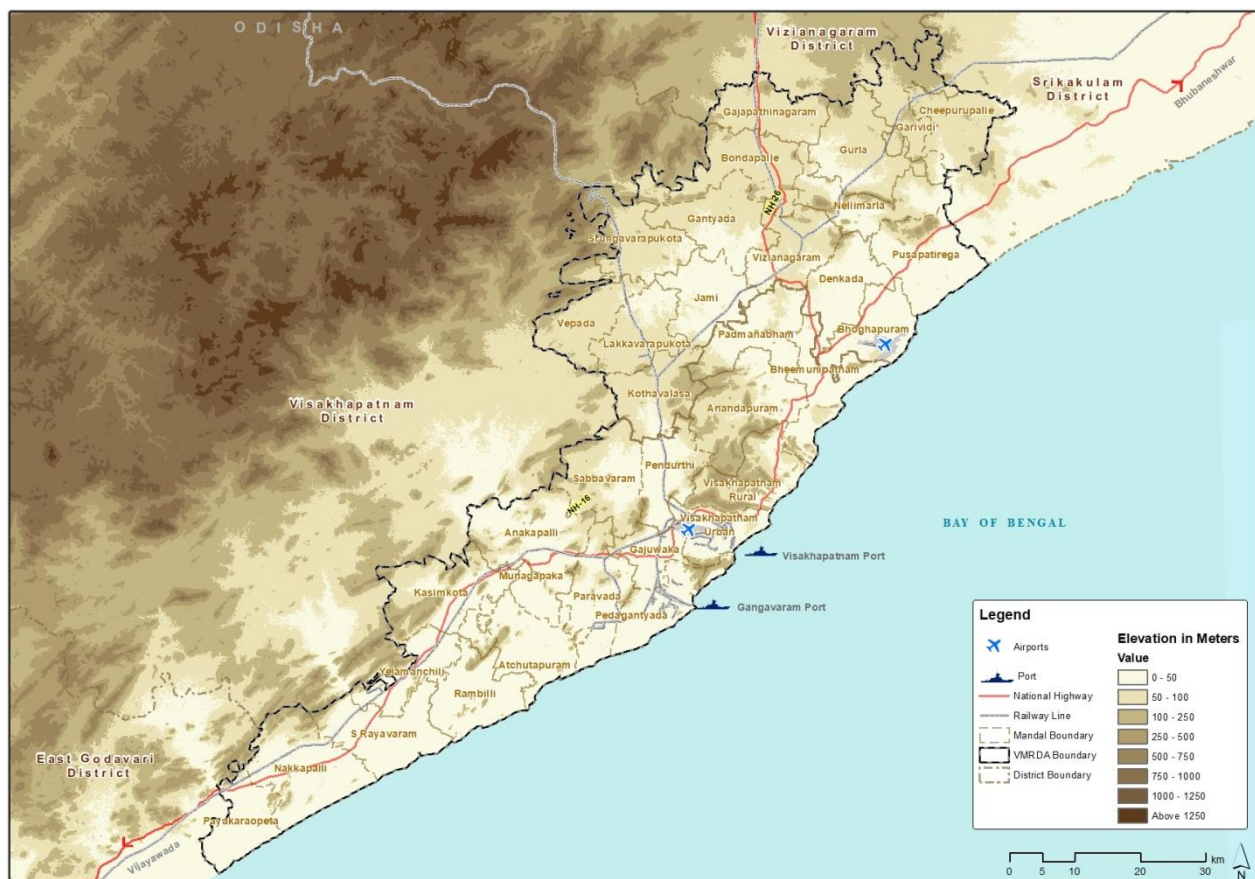 ODISHA
Vizianagaram
District
Srikakulam
District
Bhubaneshwar
Gajapathinagaram
Cheepurupalle
Garividi
Gurla
Bondapalle
NH-26
Nellimarla
Gantyada
Srungavarapukota
Vizianagaram
Pusapatirega
Denkada
Jami
Vepada
Padmanabham
Bhoghapuram
Lakkavarapukota
Bheemunipatnam
Kothavalasa
Anandapuram
Visakhapatnam
District
Pendurthi
Sabbavaram
Visakhapatnam
Rural
NH-16
Visakhapatnam
Urban
BAY OF BENGAL
Anakapalli
Gajuwaka
Visakhapatnam Port
Munagapaka
Kasimkota
Paravada
Pedagantyada
Gangavaram Port
Yelamanchili
Atchutapuram
Rambilli
S Rayavaram
East Godavari
District
Nakkapalli
Payakaraopeta
Vijayawada
Legend
Airports
Port
National Highway
Railway Line
Mandal Boundary
VMRDA Boundary
District Boundary
Elevation in Meters
Value
0 - 50
50 - 100
100 - 250
250 - 500
500 - 750
750 - 1000
1000 - 1250
Above 1250
0 5 10 20 30 km
N